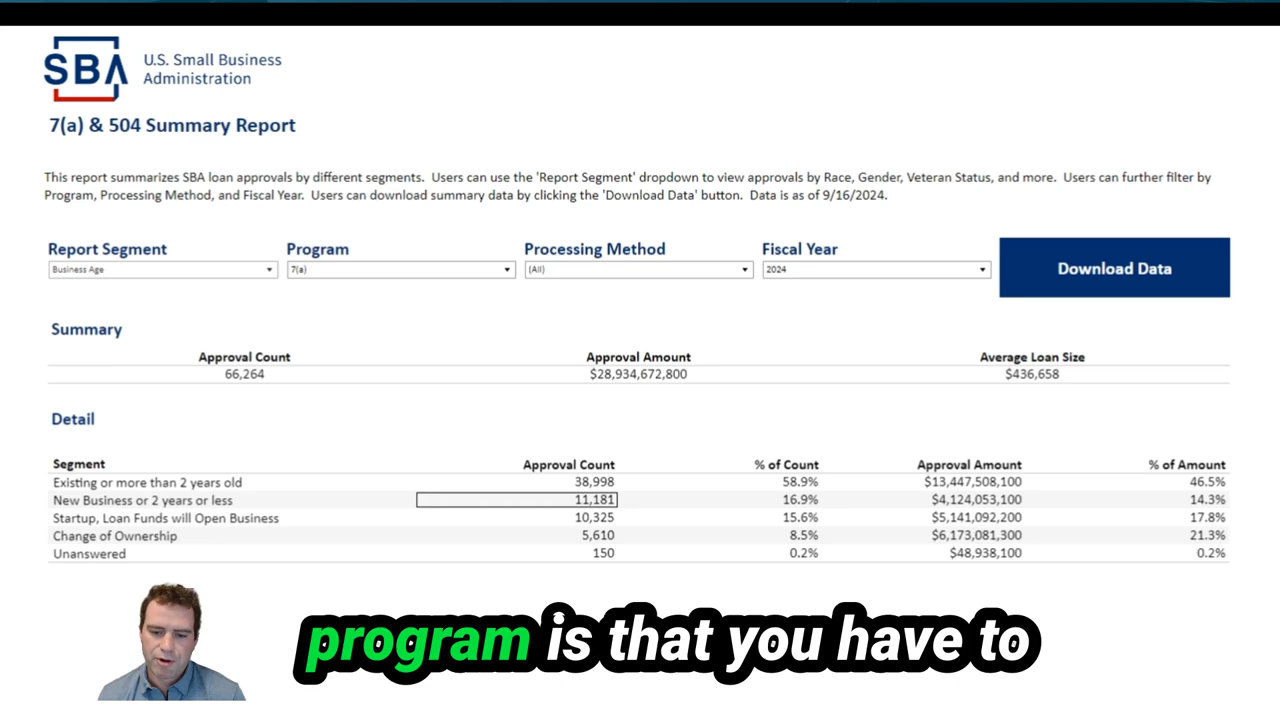 SBA
U.S. Small Business
Administration
7(a) & 504 Summary Report
This report summarizes SBA loan approvals by different segments. Users can use the 'Report Segment' dropdown to view approvals by Race, Gender, Veteran Status, and more. Users can further filter by
Program, Processing Method, and Fiscal Year. Users can download summary data by clicking the 'Download Data' button. Data is as of 9/16/2024.
Report Segment Program Processing Method Fiscal Year
Business Age 7(a) (All) 2024
Download Data
Summary
Approval Count Approval Amount Average Loan Size
66,264 $28,934,672,800 $436,658
Detail
Segment Approval Count % of Count Approval Amount % of Amount
Existing or more than 2 years old 38,998 58.9% $13,447,508,100 46.5%
New Business or 2 years or less 11,181 16.9% $4,124,053,100 14.3%
Startup, Loan Funds will Open Business 10,325 15.6% $5,141,092,200 17.8%
Change of Ownership 5,610 8.5% $6,173,081,300 21.3%
Unanswered 150 0.2% $48,938,100 0.2%
program is that you have to